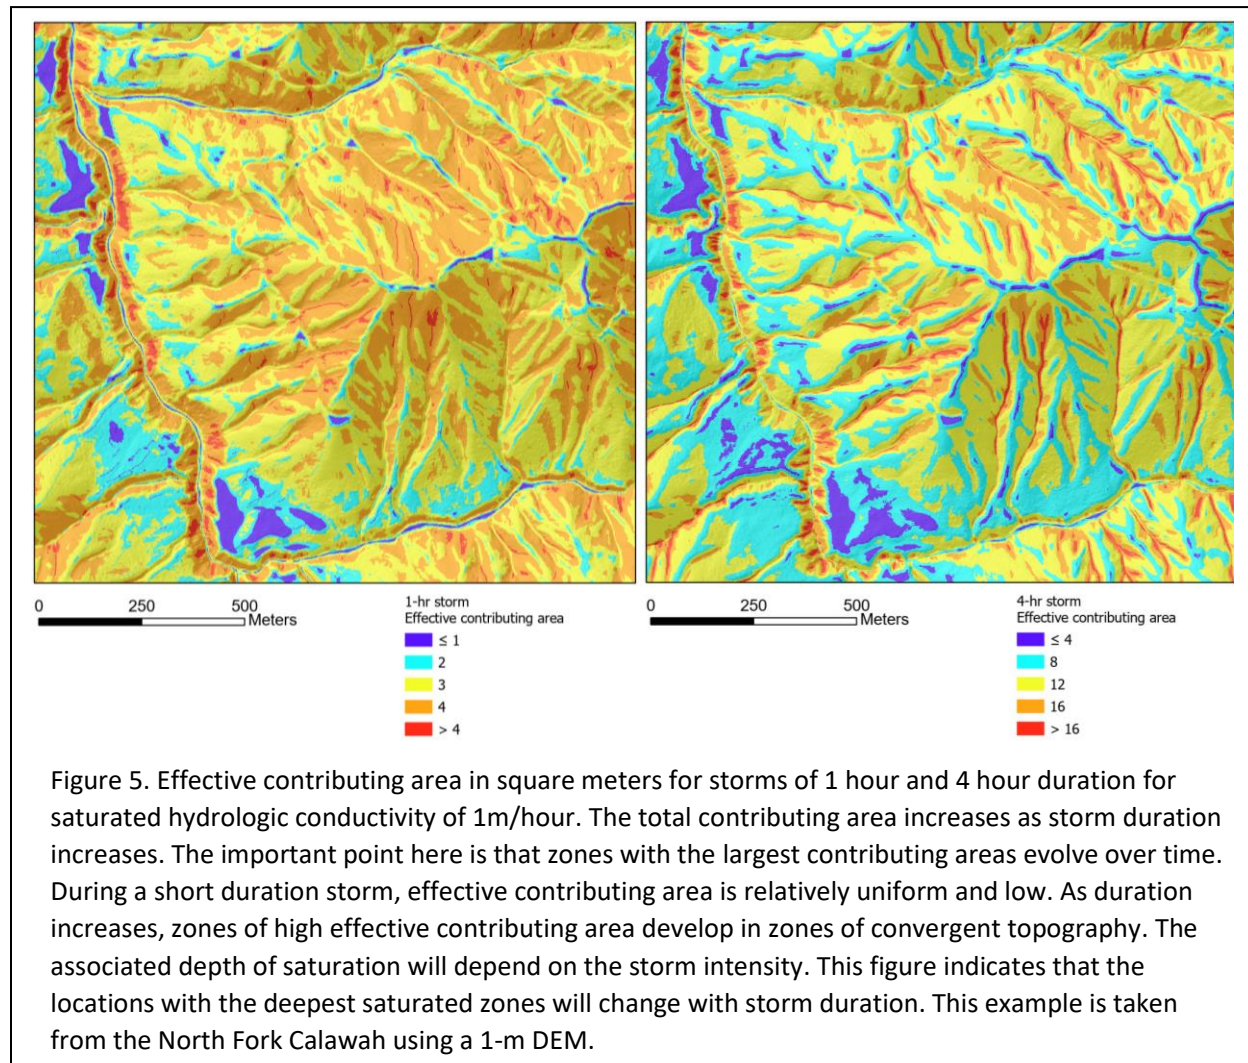 0 250 500
Meters
1-hr storm
Effective contributing area
≤ 1
2
3
4
> 4
0 250 500
Meters
4-hr storm
Effective contributing area
≤ 4
8
12
16
> 16
Figure 5. Effective contributing area in square meters for storms of 1 hour and 4 hour duration for
saturated hydrologic conductivity of 1m/hour. The total contributing area increases as storm duration
increases. The important point here is that zones with the largest contributing areas evolve over time.
During a short duration storm, effective contributing area is relatively uniform and low. As duration
increases, zones of high effective contributing area develop in zones of convergent topography. The
associated depth of saturation will depend on the storm intensity. This figure indicates that the
locations with the deepest saturated zones will change with storm duration. This example is taken
from the North Fork Calawah using a 1-m DEM.